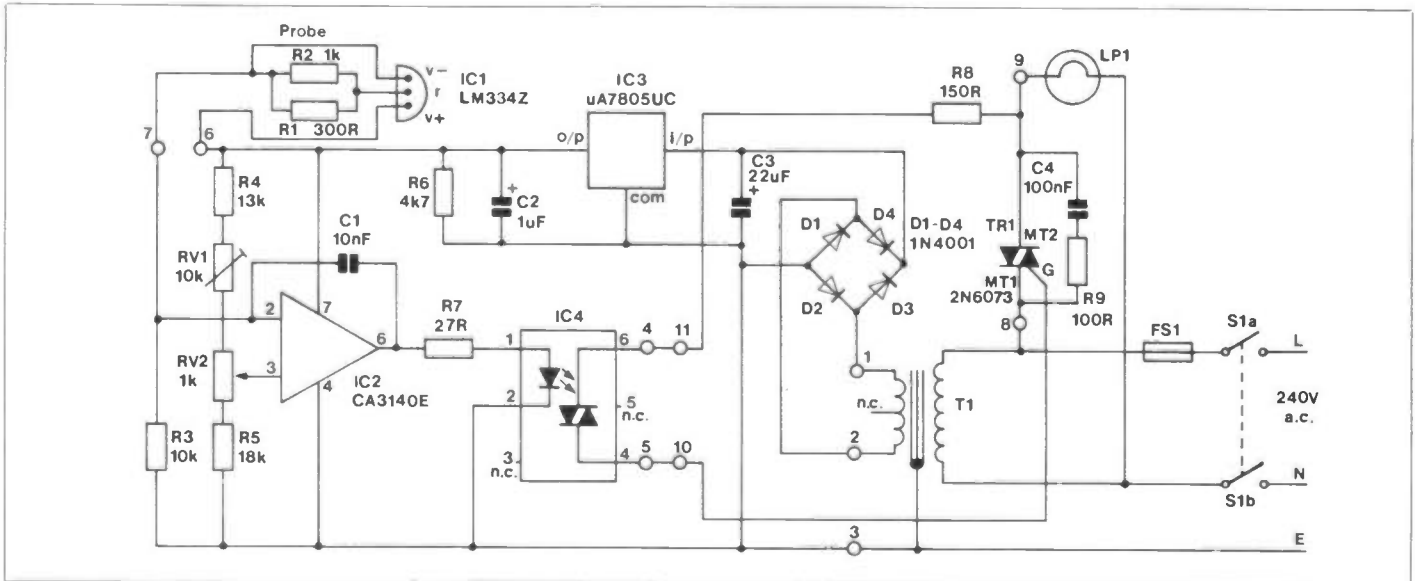 Probe
R2 1k
R1 300R
v-
r
v+
IC1
LM334Z
7
6
R4
13k
RV1
10k
RV2
1k
R3
10k
R5
18k
C1
10nF
2
3
7
4
6
IC2
CA3140E
R6
4k7
C2
1uF
+
o/p
IC3
uA7805UC
i/p
com
C3
22uF
+
R7
27R
IC4
1
2
3
n.c.
6
5
n.c.
4
4
11
5
10
D1
D4
D2
D3
D1-D4
1N4001
1
n.c.
2
T1
3
R8
150R
9
LP1
C4
100nF
TR1
MT2
G
MT1
2N6073
R9
100R
8
FS1
S1a
L
240V
a.c.
N
S1b
E